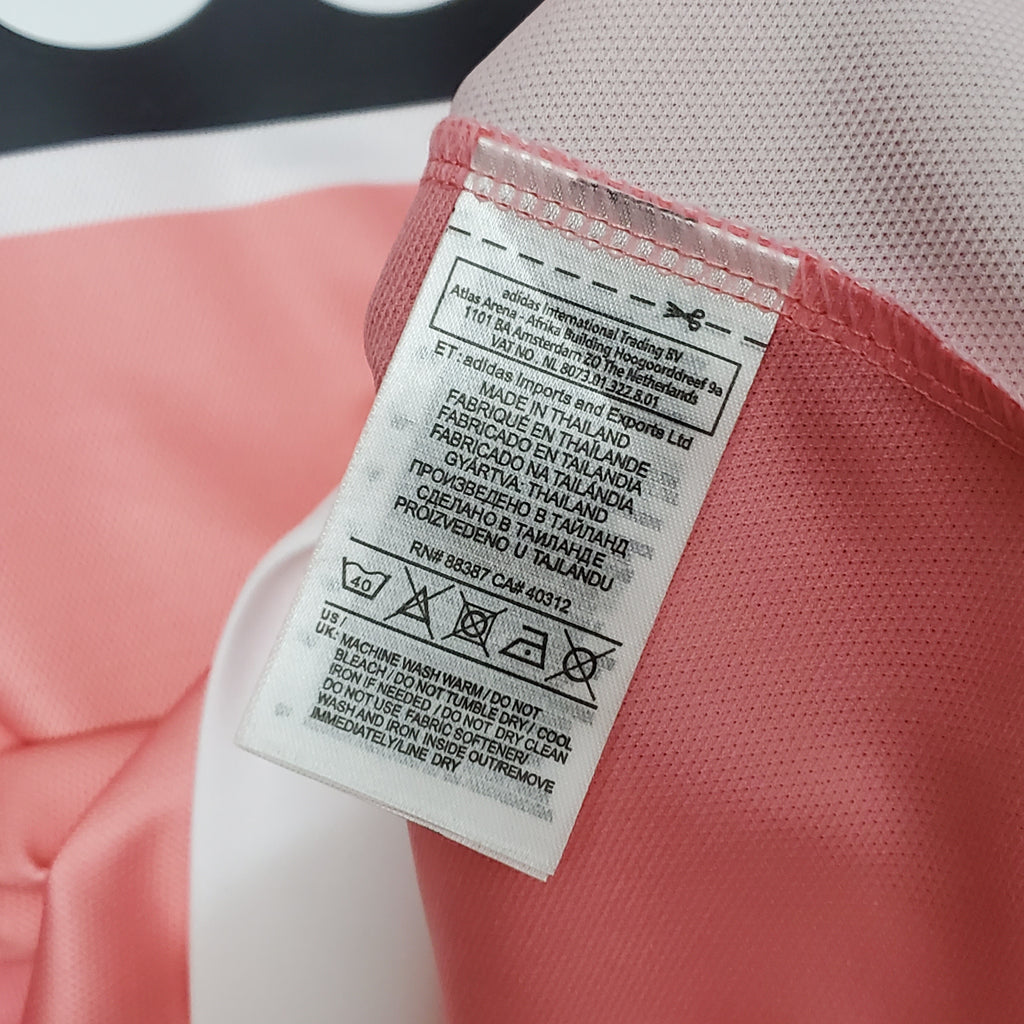 adidas International Trading BV
Atlas Arena - Afrika Building Hoogoorddreef 9a
1101 BA Amsterdam ZO The Netherlands
VAT NO . NL 8073.01.322.B.01
ET : adidas Imports and Exports Ltd
MADE IN THAILAND
FABRIQUÉ EN THAÏLANDE
FABRICADO EN TAILANDIA
FABRICADO NA TAILÂNDIA
GYÁRTVA: THAILAND
ПРОИЗВЕДЕНО В ТАЙЛАНД
СДЕЛАНО В ТАИЛАНДЕ
PROIZVEDENO U TAJLANDU
RN# 88387 CA# 40312
40
US /
UK: MACHINE WASH WARM / DO NOT
BLEACH / DO NOT TUMBLE DRY / COOL
IRON IF NEEDED / DO NOT DRY CLEAN
DO NOT USE FABRIC SOFTENER/
WASH AND IRON INSIDE OUT/REMOVE
IMMEDIATELY/LINE DRY